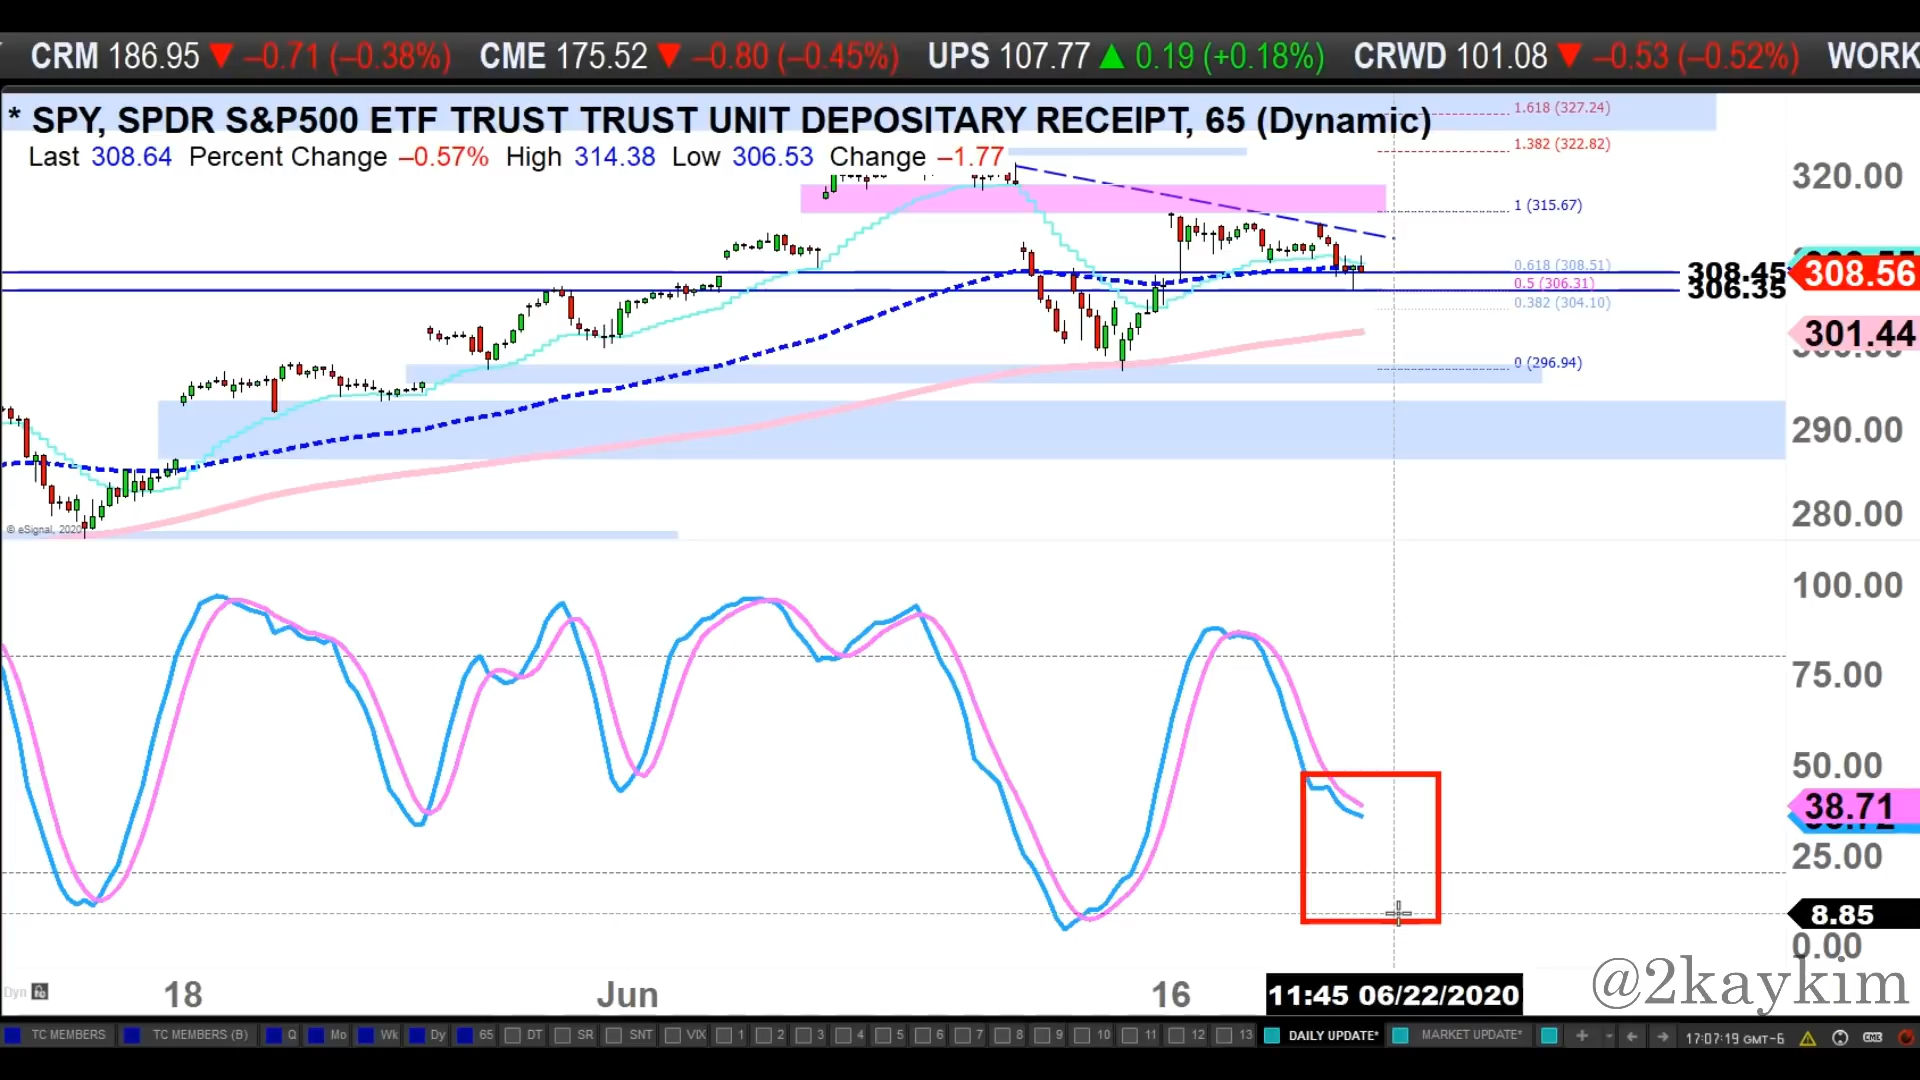 CRM 186.95 ▼ –0.71 (–0.38%) CME 175.52 ▼ –0.80 (–0.45%) UPS 107.77 ▲ 0.19 (+0.18%) CRWD 101.08 ▼ –0.53 (–0.52%) WORK
* SPY, SPDR S&P500 ETF TRUST TRUST UNIT DEPOSITARY RECEIPT, 65 (Dynamic)
Last 308.64 Percent Change –0.57% High 314.38 Low 306.53 Change –1.77
1.618 (327.24)
1.382 (322.82)
320.00
1 (315.67)
0.618 (308.51)
308.45 308.56
0.5 (306.31)
306.35
0.382 (304.10)
301.44
0 (296.94)
290.00
280.00
© eSignal, 2020
100.00
75.00
50.00
38.71
25.00
8.85
0.00
@2kaykim
Dyn 18 Jun 16 11:45 06/22/2020
TC MEMBERS TC MEMBERS (B) Q Mo Wk Dy 65 DT SR SNT VIX 1 2 3 4 5 6 7 8 9 10 11 12 13 DAILY UPDATE* MARKET UPDATE* 17:07:19 GMT-6 CME